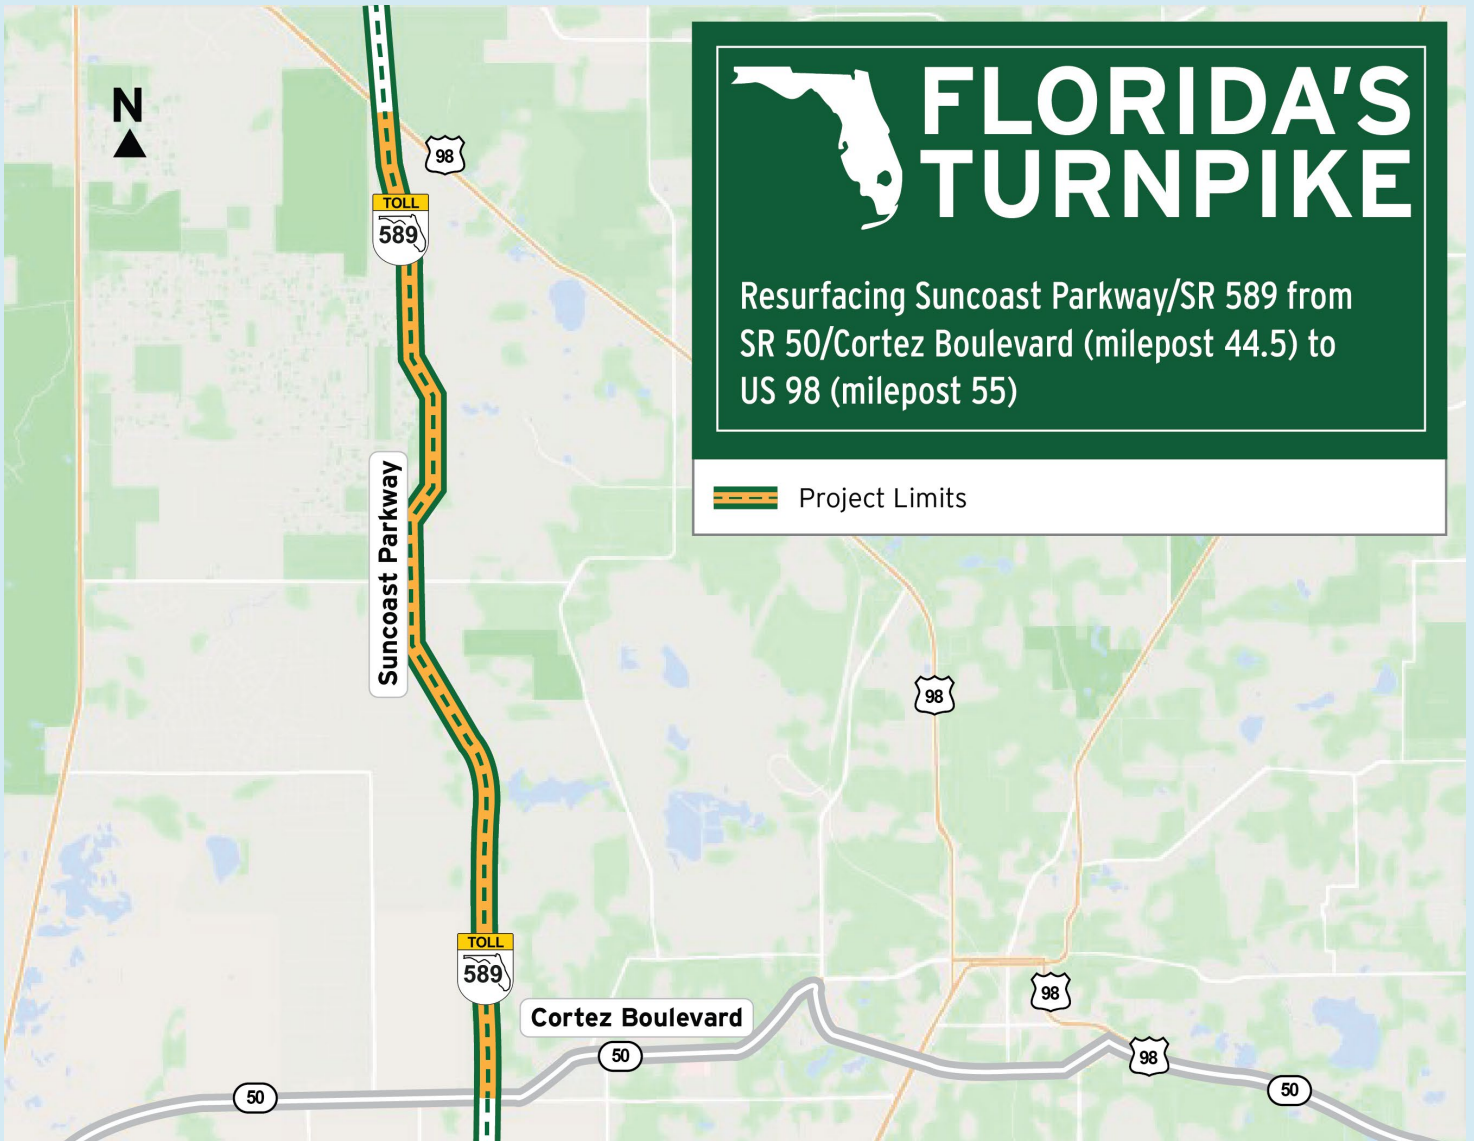 FLORIDA'S
TURNPIKE
Resurfacing Suncoast Parkway/SR 589 from
SR 50/Cortez Boulevard (milepost 44.5) to
US 98 (milepost 55)
Project Limits
N
98
TOLL
589
Suncoast Parkway
98
TOLL
589
Cortez Boulevard
98
50
98
50
50